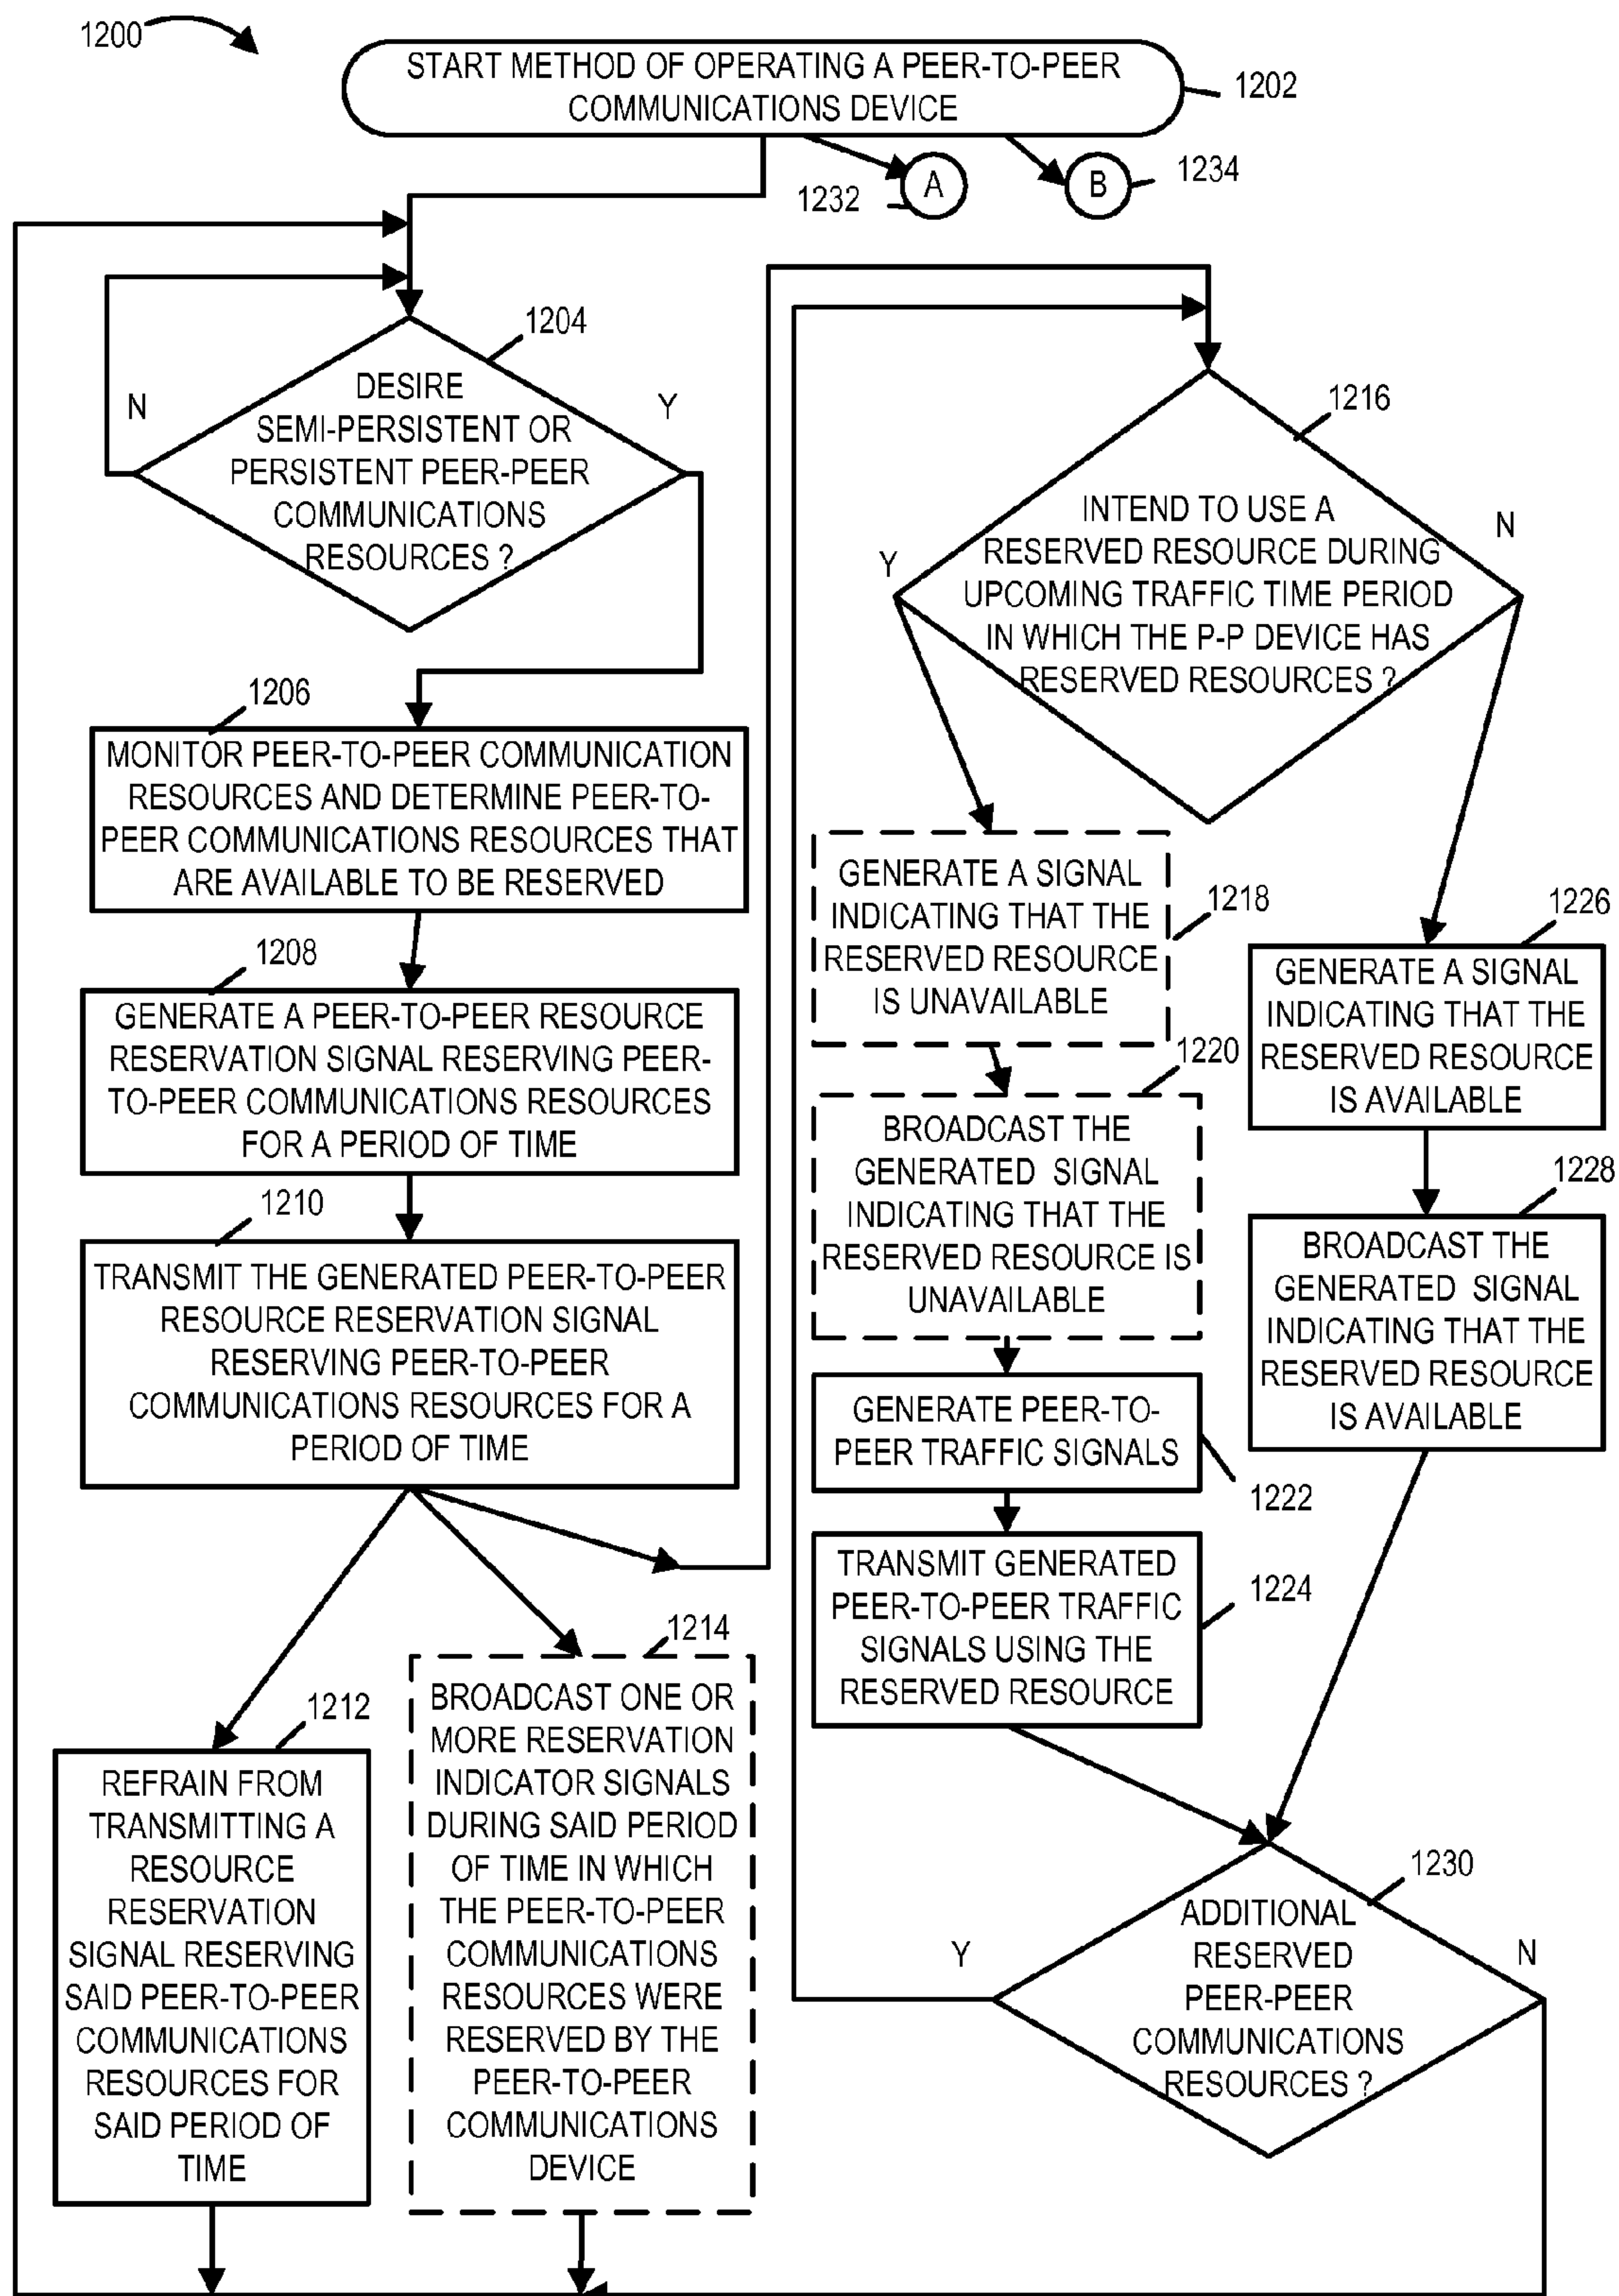 1200
START METHOD OF OPERATING A PEER-TO-PEER
COMMUNICATIONS DEVICE
1202
1232
A
B
1234
1204
DESIRE
SEMI-PERSISTENT OR
PERSISTENT PEER-PEER
COMMUNICATIONS
RESOURCES ?
N
Y
1206
MONITOR PEER-TO-PEER COMMUNICATION
RESOURCES AND DETERMINE PEER-TO-
PEER COMMUNICATIONS RESOURCES THAT
ARE AVAILABLE TO BE RESERVED
1208
GENERATE A PEER-TO-PEER RESOURCE
RESERVATION SIGNAL RESERVING PEER-
TO-PEER COMMUNICATIONS RESOURCES
FOR A PERIOD OF TIME
1210
TRANSMIT THE GENERATED PEER-TO-PEER
RESOURCE RESERVATION SIGNAL
RESERVING PEER-TO-PEER
COMMUNICATIONS RESOURCES FOR A
PERIOD OF TIME
1212
REFRAIN FROM
TRANSMITTING A
RESOURCE
RESERVATION
SIGNAL RESERVING
SAID PEER-TO-PEER
COMMUNICATIONS
RESOURCES FOR
SAID PERIOD OF
TIME
1214
BROADCAST ONE OR
MORE RESERVATION
INDICATOR SIGNALS
DURING SAID PERIOD
OF TIME IN WHICH
THE PEER-TO-PEER
COMMUNICATIONS
RESOURCES WERE
RESERVED BY THE
PEER-TO-PEER
COMMUNICATIONS
DEVICE
1216
INTEND TO USE A
RESERVED RESOURCE DURING
UPCOMING TRAFFIC TIME PERIOD
IN WHICH THE P-P DEVICE HAS
RESERVED RESOURCES ?
Y
N
1218
GENERATE A SIGNAL
INDICATING THAT THE
RESERVED RESOURCE
IS UNAVAILABLE
1220
BROADCAST THE
GENERATED SIGNAL
INDICATING THAT THE
RESERVED RESOURCE IS
UNAVAILABLE
GENERATE PEER-TO-
PEER TRAFFIC SIGNALS
1222
TRANSMIT GENERATED
PEER-TO-PEER TRAFFIC
SIGNALS USING THE
RESERVED RESOURCE
1224
1226
GENERATE A SIGNAL
INDICATING THAT THE
RESERVED RESOURCE
IS AVAILABLE
1228
BROADCAST THE
GENERATED SIGNAL
INDICATING THAT THE
RESERVED RESOURCE
IS AVAILABLE
1230
ADDITIONAL
RESERVED
PEER-PEER
COMMUNICATIONS
RESOURCES ?
Y
N